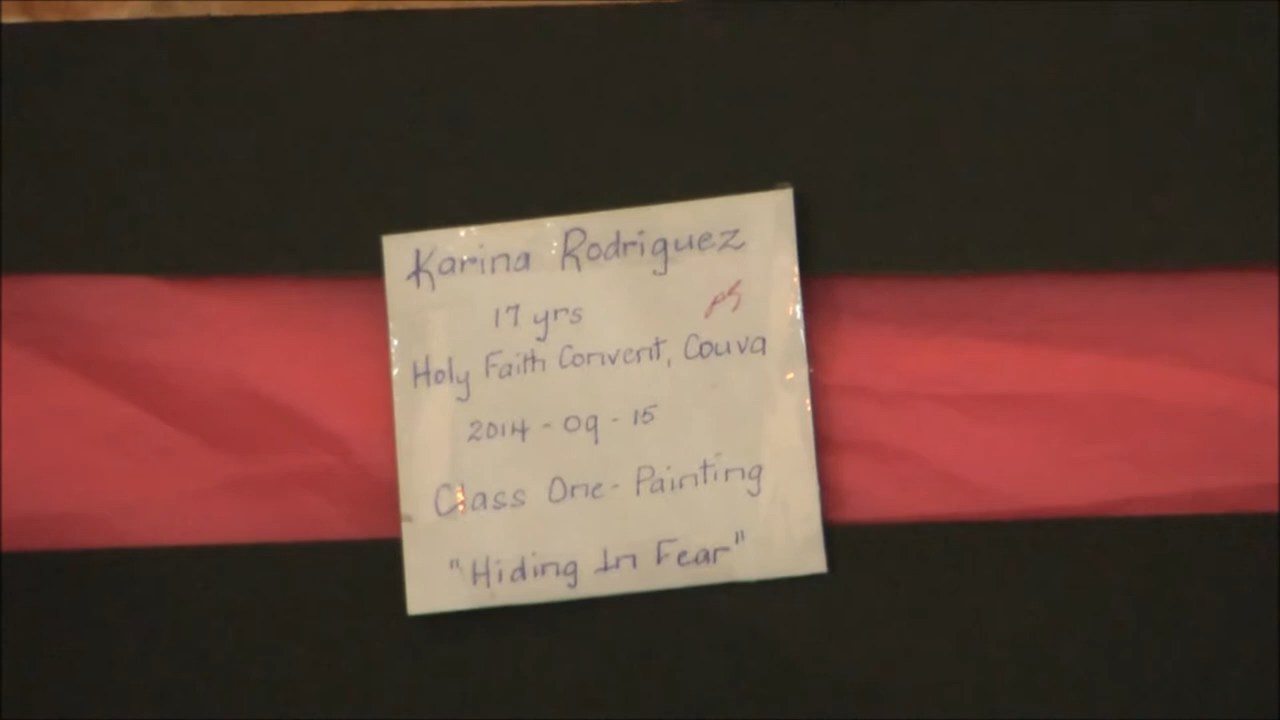 Karina Rodriguez
17 yrs
Holy Faith Convent, Couva
2014-09-15
Class One-Painting
"Hiding In Fear"